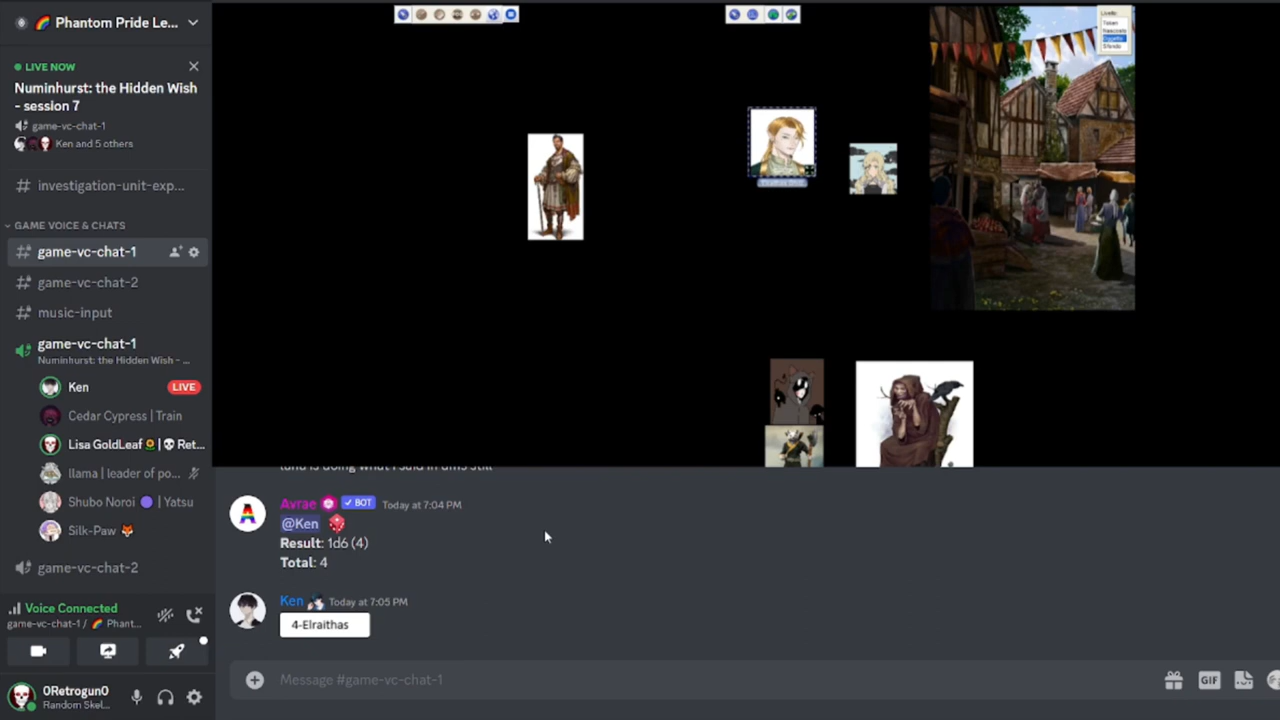 🌈 Phantom Pride Le...
LIVE NOW
Numinhurst: the Hidden Wish
- session 7
game-vc-chat-1
Ken and 5 others
investigation-unit-exp...
GAME VOICE & CHATS
game-vc-chat-1
game-vc-chat-2
music-input
game-vc-chat-1
Numinhurst: the Hidden Wish - ...
Ken LIVE
Cedar Cypress | Train
Lisa GoldLeaf🌻 | 💀 Ret...
llama | leader of po...
Shubo Noroi 🟣 | Yatsu
Silk-Paw 🦊
game-vc-chat-2
Voice Connected
game-vc-chat-1 / 🌈 Phant...
0Retrogun0
Random Skel...
Avrae ✓ BOT Today at 7:04 PM
@Ken 🎲
Result: 1d6 (4)
Total: 4
Ken Today at 7:05 PM
4-Elraithas
Message #game-vc-chat-1
GIF